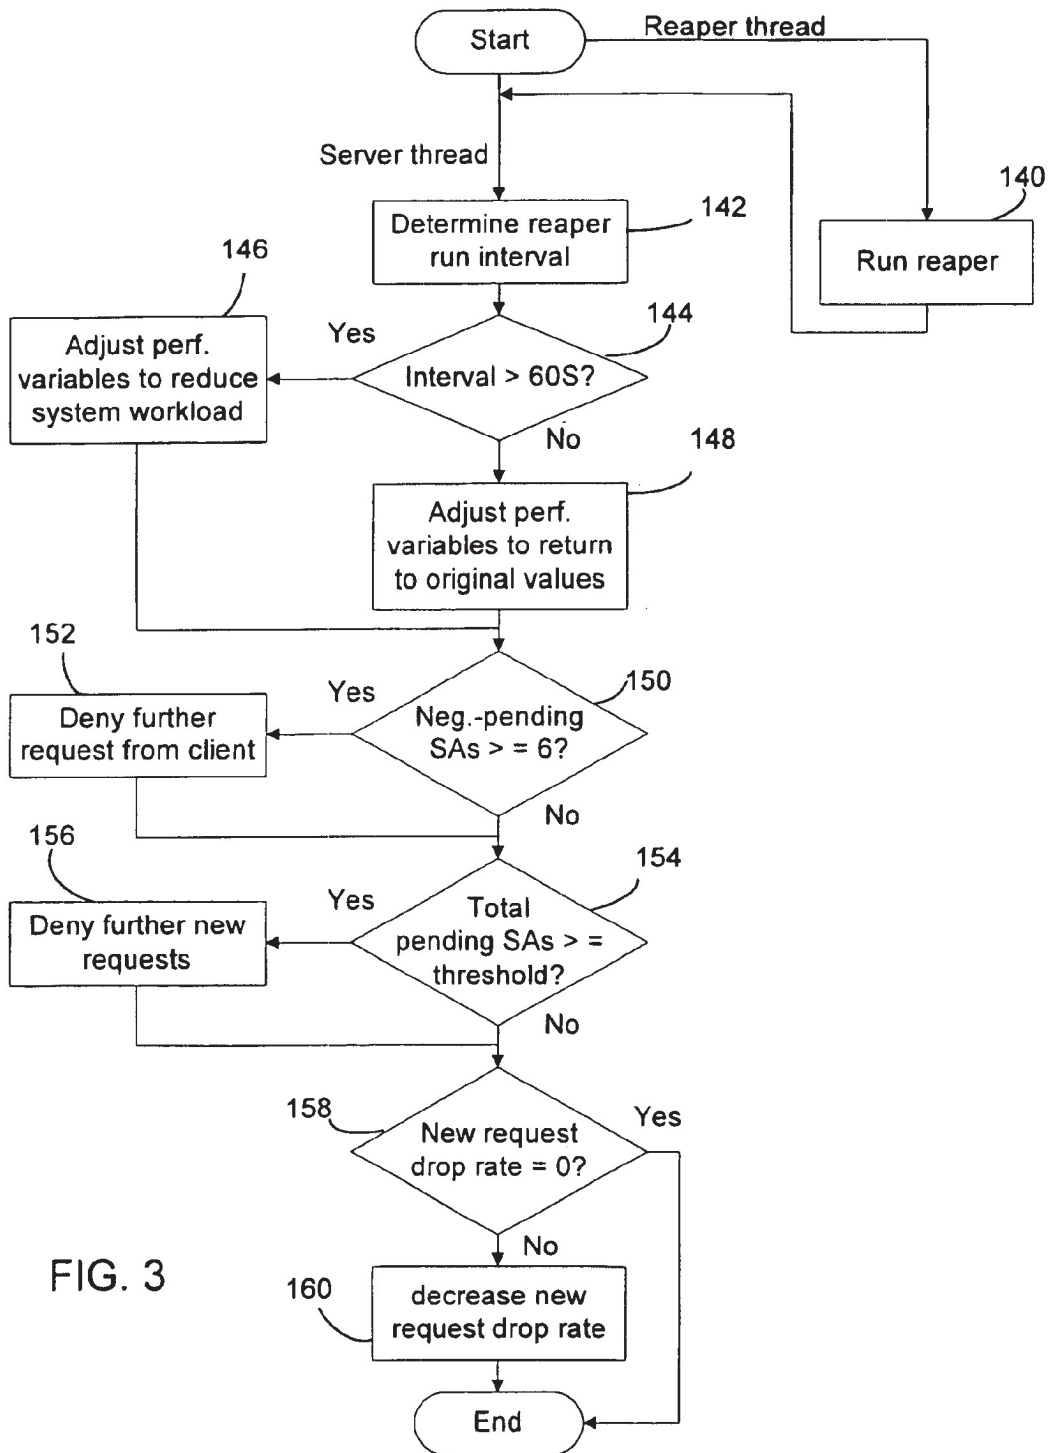 Start
Reaper thread
Server thread
140
Run reaper
142
Determine reaper
run interval
146
Adjust perf.
variables to reduce
system workload
Yes
144
Interval > 60S?
No
148
Adjust perf.
variables to return
to original values
152
Deny further
request from client
Yes
150
Neg.-pending
SAs > = 6?
No
156
Deny further new
requests
Yes
154
Total
pending SAs > =
threshold?
No
158
New request
drop rate = 0?
Yes
No
FIG. 3
160
decrease new
request drop rate
End